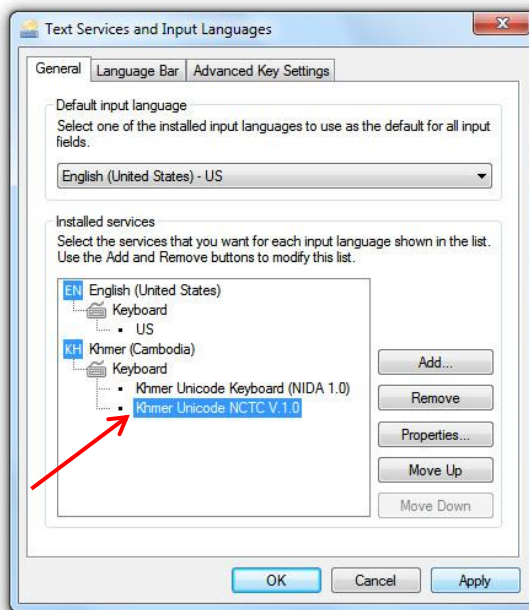 Text Services and Input Languages
General Language Bar Advanced Key Settings
Default input language
Select one of the installed input languages to use as the default for all input
fields.
English (United States) - US
Installed services
Select the services that you want for each input language shown in the list.
Use the Add and Remove buttons to modify this list.
EN English (United States)
Keyboard
US
KH Khmer (Cambodia)
Keyboard
Khmer Unicode Keyboard (NIDA 1.0)
Khmer Unicode NCTC V.1.0
Add...
Remove
Properties...
Move Up
Move Down
OK Cancel Apply